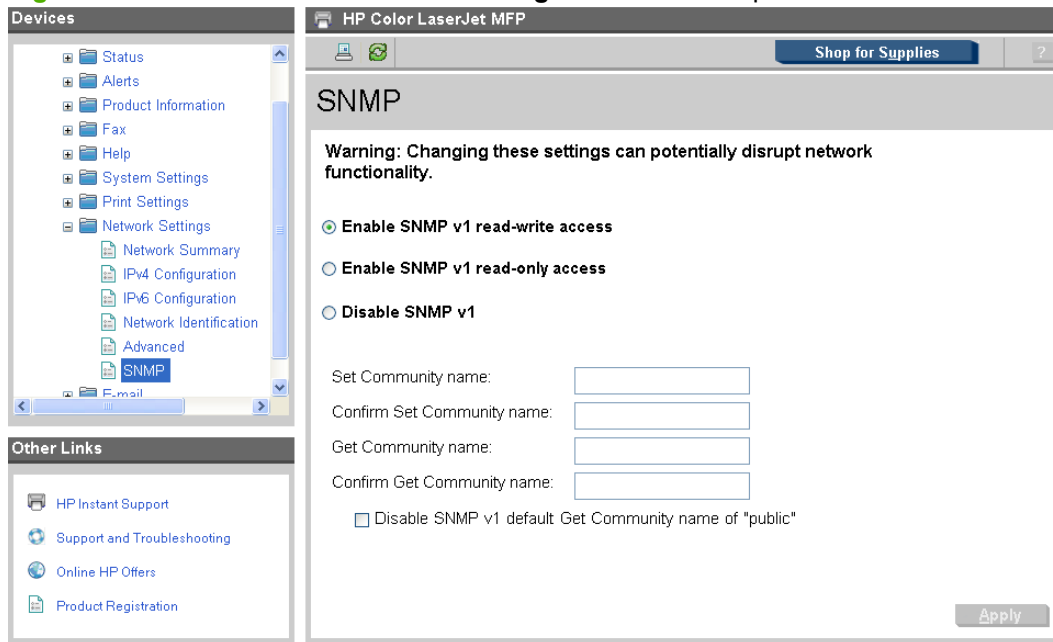 Devices
Status
Alerts
Product Information
Fax
Help
System Settings
Print Settings
Network Settings
Network Summary
IPv4 Configuration
IPv6 Configuration
Network Identification
Advanced
SNMP
E-mail
Other Links
HP Instant Support
Support and Troubleshooting
Online HP Offers
Product Registration
HP Color LaserJet MFP
Shop for Supplies
?
SNMP
Warning: Changing these settings can potentially disrupt network
functionality.
Enable SNMP v1 read-write access
Enable SNMP v1 read-only access
Disable SNMP v1
Set Community name:
Confirm Set Community name:
Get Community name:
Confirm Get Community name:
Disable SNMP v1 default Get Community name of "public"
Apply